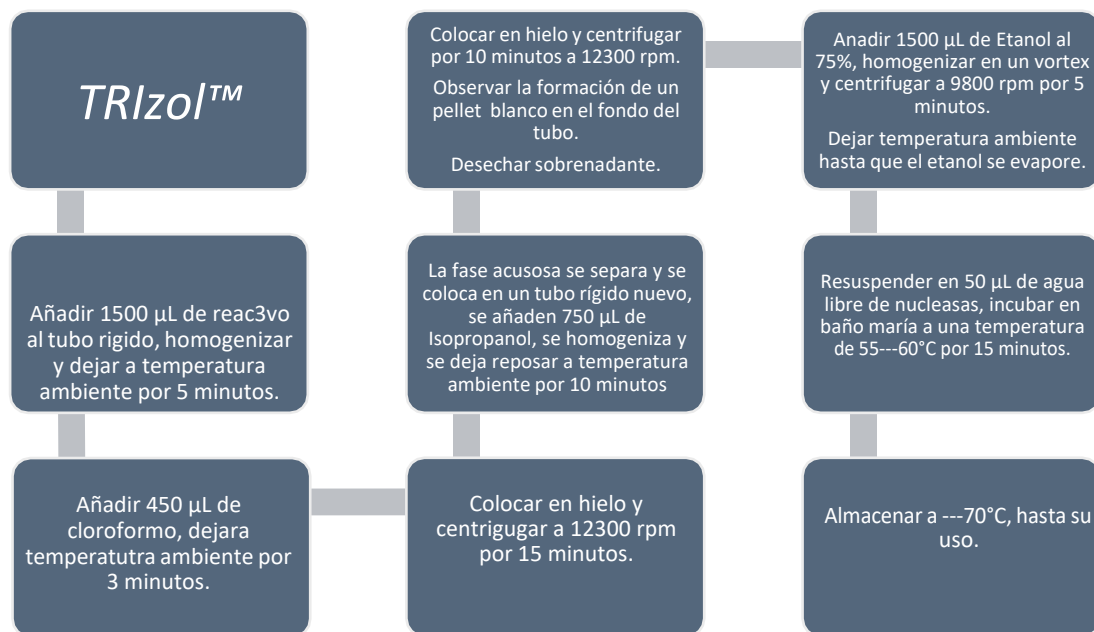 TRIzol™
Añadir 1500 µL de reac3vo
al tubo rigido, homogenizar
y dejar a temperatura
ambiente por 5 minutos.
Añadir 450 µL de
cloroformo, dejara
temperatutra ambiente por
3 minutos.
Colocar en hielo y
centrigugar a 12300 rpm
por 15 minutos.
La fase acusosa se separa y se
coloca en un tubo rígido nuevo,
se añaden 750 µL de
Isopropanol, se homogeniza y
se deja reposar a temperatura
ambiente por 10 minutos
Colocar en hielo y centrifugar
por 10 minutos a 12300 rpm.
Observar la formación de un
pellet blanco en el fondo del
tubo.
Desechar sobrenadante.
Anadir 1500 µL de Etanol al
75%, homogenizar en un vortex
y centrifugar a 9800 rpm por 5
minutos.
Dejar temperatura ambiente
hasta que el etanol se evapore.
Resuspender en 50 µL de agua
libre de nucleasas, incubar en
baño maría a una temperatura
de 55---60°C por 15 minutos.
Almacenar a ---70°C, hasta su
uso.